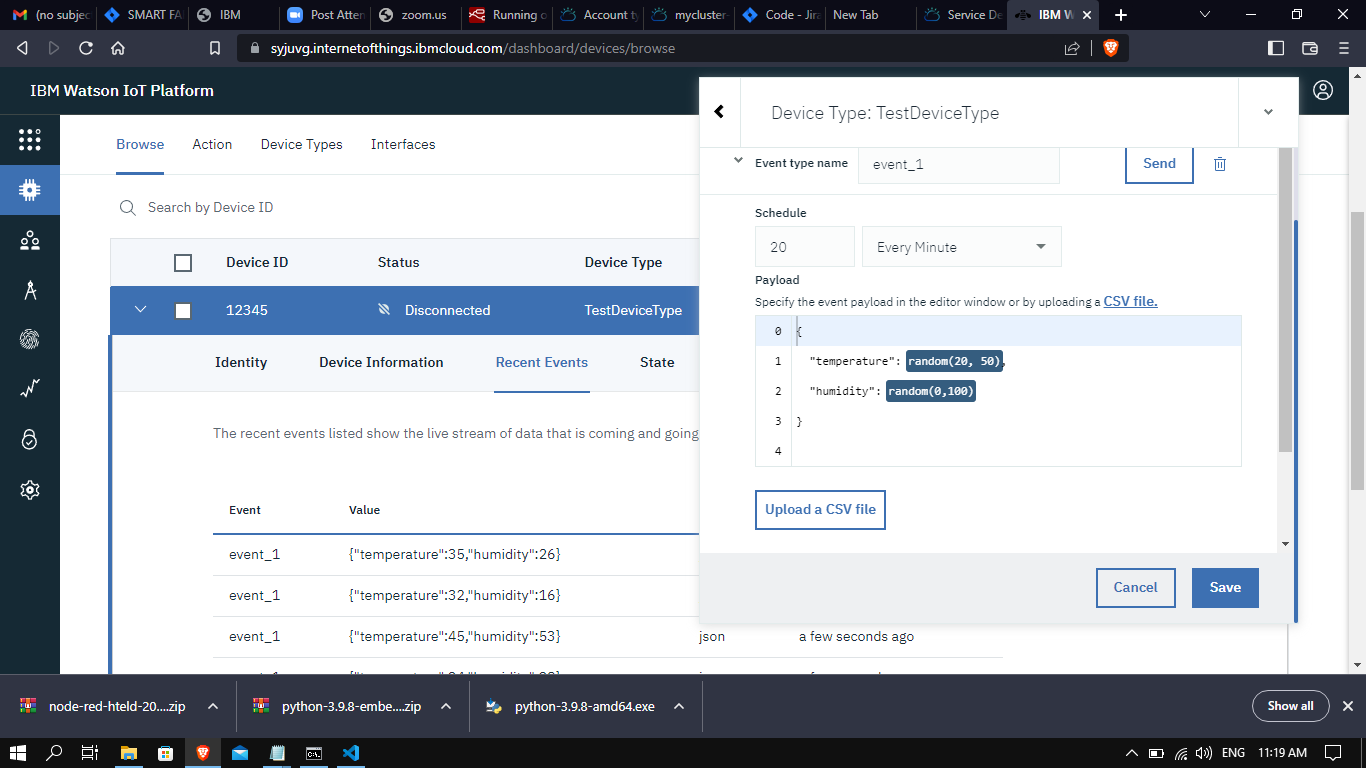 (no subjec
SMART FA
IBM
Post Atten
zoom.us
Running o
Account ty
mycluster-
Code - Jira
New Tab
Service De
IBM W
syjuvg.internetofthings.ibmcloud.com/dashboard/devices/browse
IBM Watson IoT Platform
Browse
Action
Device Types
Interfaces
Search by Device ID
Device ID
Status
Device Type
12345
Disconnected
TestDeviceType
Identity
Device Information
Recent Events
State
The recent events listed show the live stream of data that is coming and going
Event
Value
event_1
{"temperature":35,"humidity":26}
event_1
{"temperature":32,"humidity":16}
event_1
{"temperature":45,"humidity":53}
json
a few seconds ago
Device Type: TestDeviceType
Event type name
event_1
Send
Schedule
20
Every Minute
Payload
Specify the event payload in the editor window or by uploading a CSV file.
0 {
1 "temperature": random(20, 50),
2 "humidity": random(0,100)
3 }
4
Upload a CSV file
Cancel
Save
node-red-hteld-20....zip
python-3.9.8-embe....zip
python-3.9.8-amd64.exe
Show all
ENG
11:19 AM